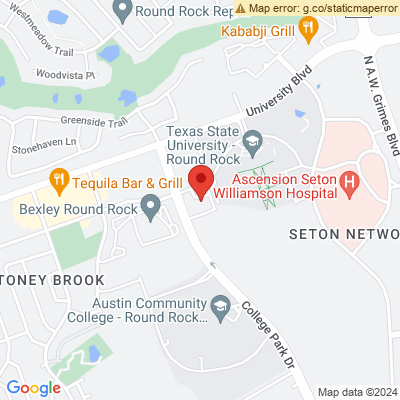 Map error: g.co/staticmaperror
Westmeadow Trail
Round Rock Rep
Kababji Grill
Woodvista Pl
University Blvd
N A.W. Grimes Blvd
Greenside Trail
Stonehaven Ln
Texas State
University -
Round Rock
Tequila Bar & Grill
Ascension Seton
Williamson Hospital
H
Bexley Round Rock
SETON NETWO
TONEY BROOK
Austin Community
College - Round Rock...
College Park Dr
Google
Map data ©2024